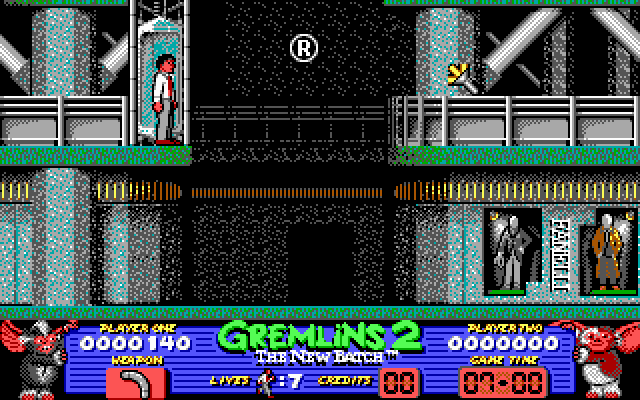 ®
PLAYER ONE
0000140
WEAPON
GREMLINS 2
THE NEW BATCH™
LIVES :7 CREDITS 00
PLAYER TWO
0000000
GAME TIME
07-00